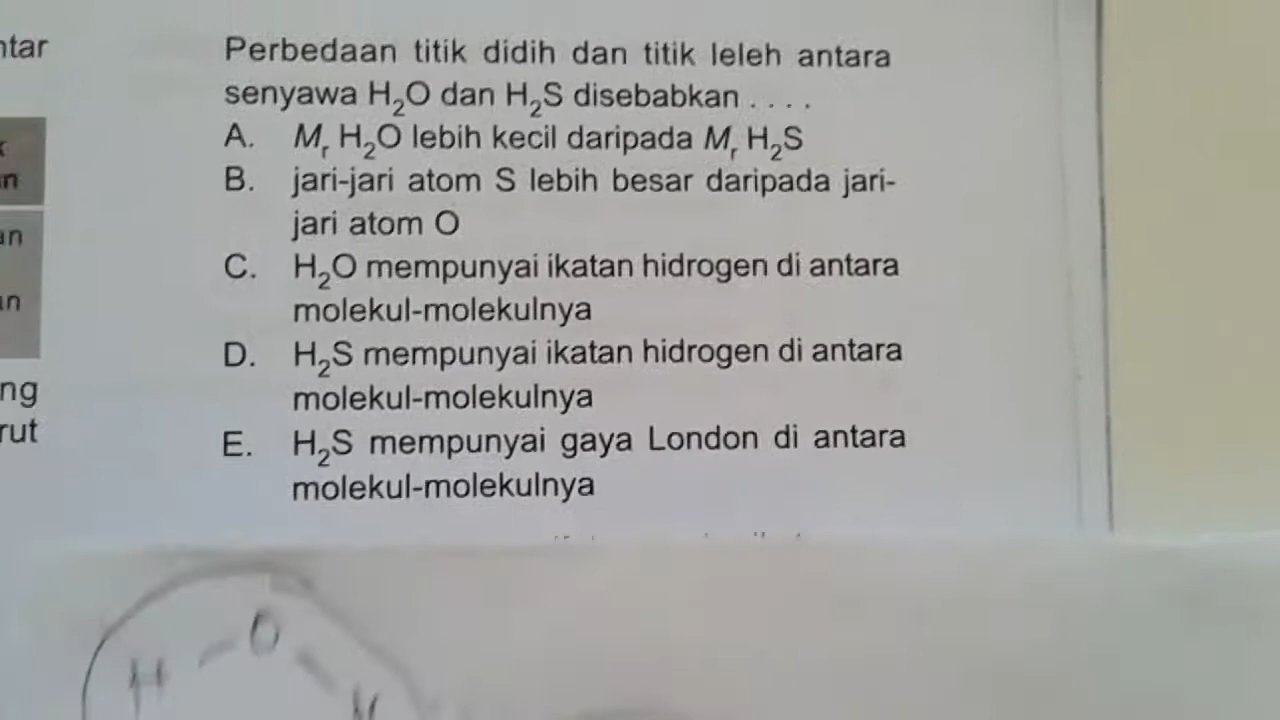 ntar
Perbedaan titik didih dan titik leleh antara
senyawa H₂O dan H₂S disebabkan . . . .
A. Mᵣ H₂O lebih kecil daripada Mᵣ H₂S
B. jari-jari atom S lebih besar daripada jari-
jari atom O
C. H₂O mempunyai ikatan hidrogen di antara
molekul-molekulnya
D. H₂S mempunyai ikatan hidrogen di antara
molekul-molekulnya
E. H₂S mempunyai gaya London di antara
molekul-molekulnya
n
an
an
ng
rut
O
H
H